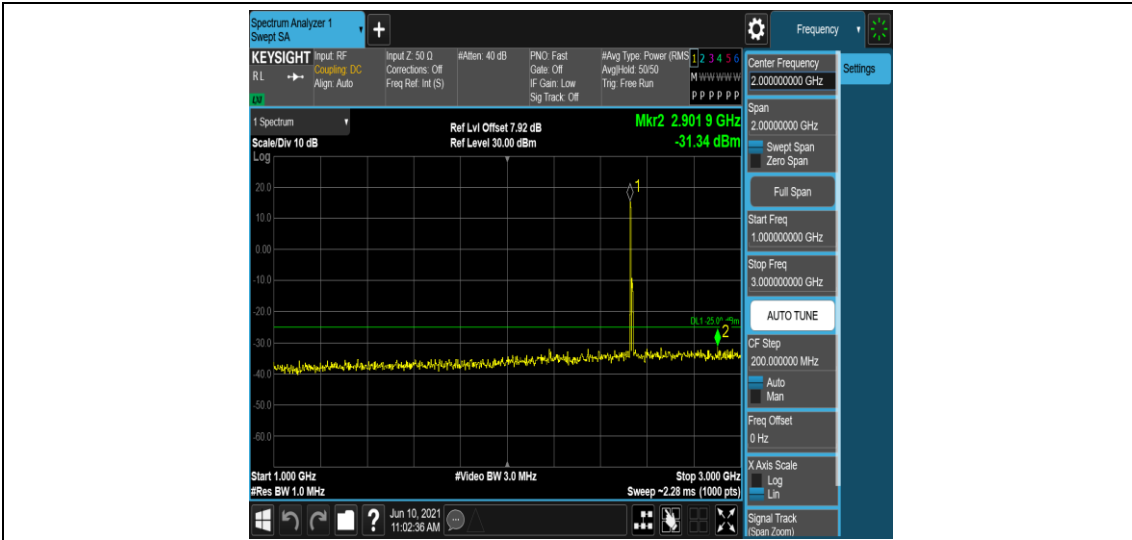 Spectrum Analyzer 1
Swept SA
+
Frequency
KEYSIGHT
RL
LXI
Input: RF
Coupling: DC
Align: Auto
Input Z: 50 Ω
Corrections: Off
Freq Ref: Int (S)
#Atten: 40 dB
PNO: Fast
Gate: Off
IF Gain: Low
Sig Track: Off
#Avg Type: Power (RMS
Avg|Hold: 50/50
Trig: Free Run
1 2 3 4 5 6
M W W W W W
P P P P P P
1 Spectrum
Scale/Div 10 dB
Log
Ref Lvl Offset 7.92 dB
Ref Level 30.00 dBm
Mkr2 2.901 9 GHz
-31.34 dBm
20.0
10.0
0.00
-10.0
-20.0
-30.0
-40.0
-50.0
-60.0
1
2
DL1 -25.00 dBm
Start 1.000 GHz
#Res BW 1.0 MHz
#Video BW 3.0 MHz
Stop 3.000 GHz
Sweep ~2.28 ms (1000 pts)
?
Jun 10, 2021
11:02:36 AM
Center Frequency
2.000000000 GHz
Span
2.00000000 GHz
Swept Span
Zero Span
Full Span
Start Freq
1.000000000 GHz
Stop Freq
3.000000000 GHz
AUTO TUNE
CF Step
200.000000 MHz
Auto
Man
Freq Offset
0 Hz
X Axis Scale
Log
Lin
Signal Track
(Span Zoom)
Settings